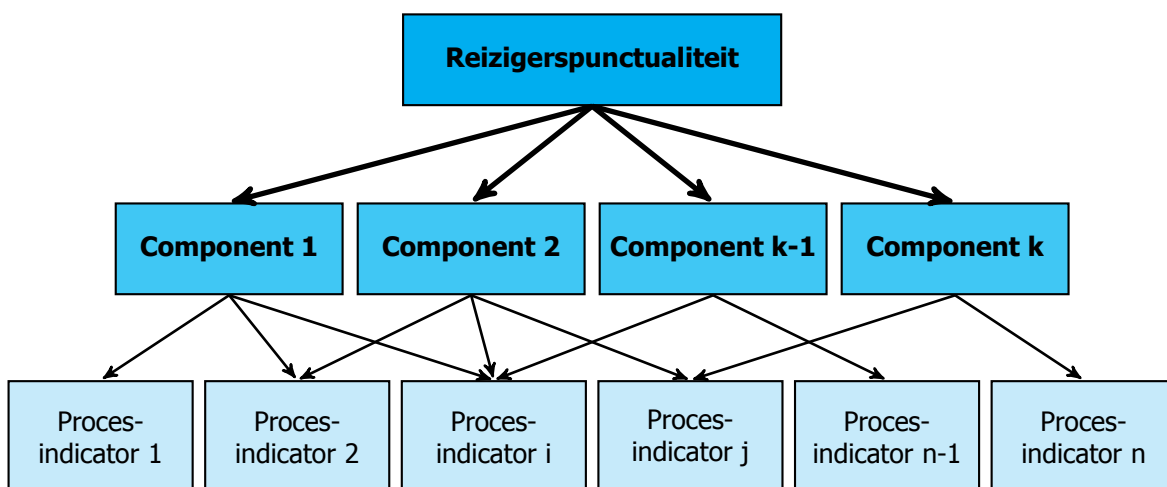 Reizigerspunctualiteit
Component 1
Component 2
Component k-1
Component k
Proces-
indicator 1
Proces-
indicator 2
Proces-
indicator i
Proces-
indicator j
Proces-
indicator n-1
Proces-
indicator n